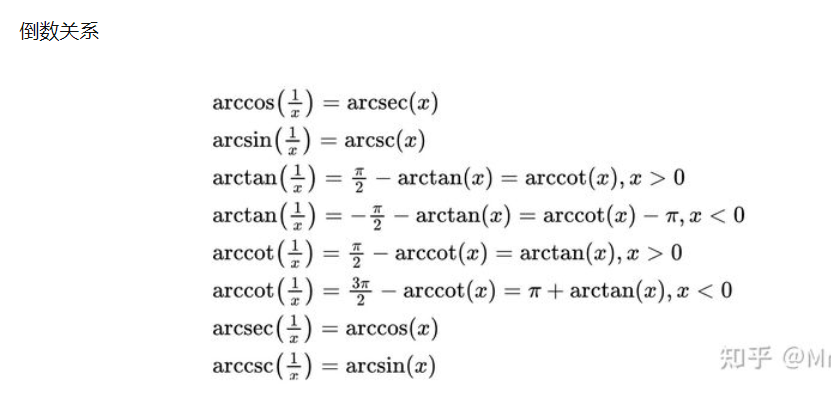 倒数关系
arccos(1/x) = arcsec(x)
arcsin(1/x) = arcsc(x)
arctan(1/x) = π/2 − arctan(x) = arccot(x), x > 0
arctan(1/x) = −π/2 − arctan(x) = arccot(x) − π, x < 0
arccot(1/x) = π/2 − arccot(x) = arctan(x), x > 0
arccot(1/x) = 3π/2 − arccot(x) = π + arctan(x), x < 0
arcsec(1/x) = arccos(x)
arccsc(1/x) = arcsin(x)
知乎 @Mr